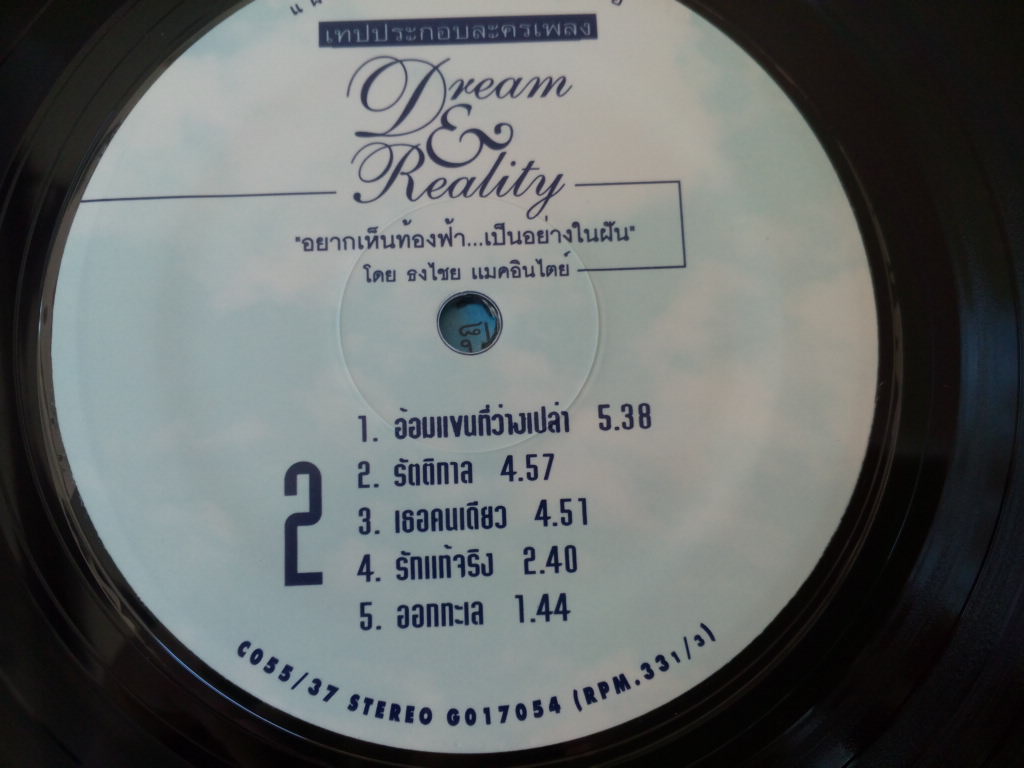 เทปประกอบละครเพลง
Dream
&
Reality
"อยากเห็นท้องฟ้า...เป็นอย่างในฝัน"
โดย ธงไชย แมคอินไตย์
2
1. อ้อมแขนที่ว่างเปล่า 5.38
2. รัตติกาล 4.57
3. เธอคนเดียว 4.51
4. รักแท้จริง 2.40
5. ออกทะเล 1.44
CO55/37 STEREO GO17054 (RPM.33 1/3)